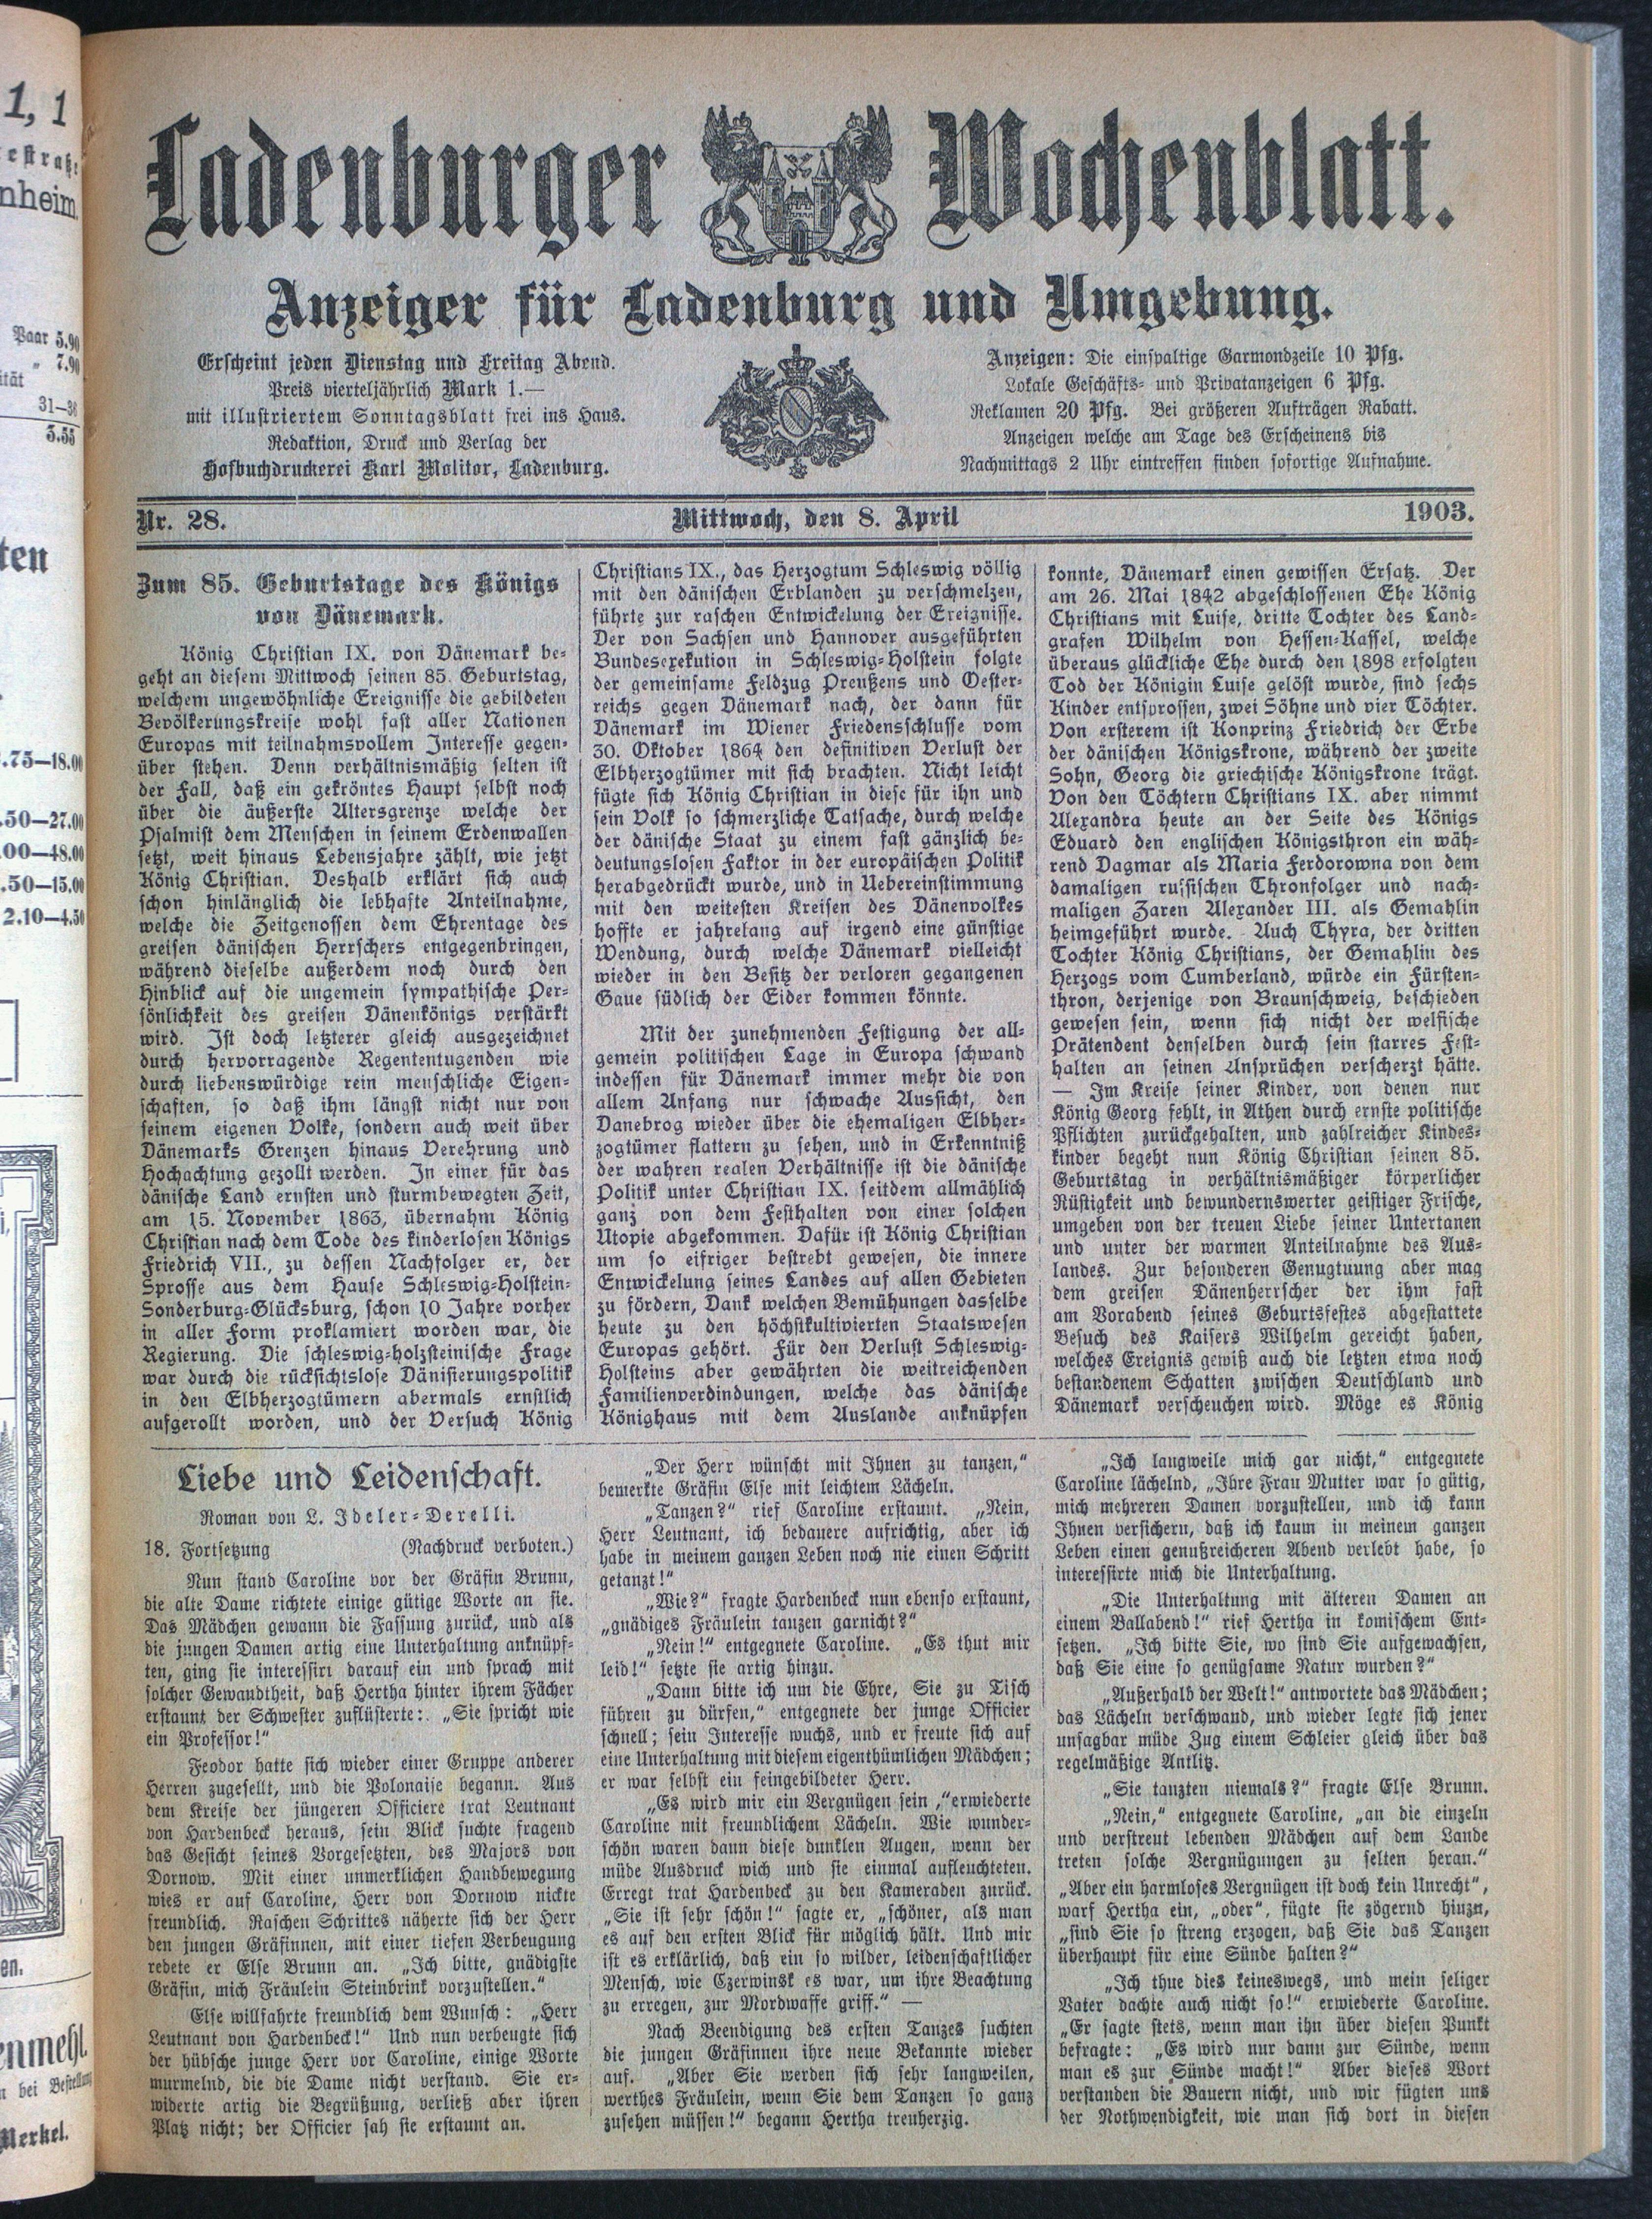 1, 1
estraße
nheim.
Paar 5.90
„ 7.90
ität
31—36
3.55
ten
.75—18.00
.50—27.00
.00—48.00
.50—15.00
2.10—4.50
en.
enmehl
n bei Bestellung
Merkel.
Ladenburger Wochenblatt.
Anzeiger für Ladenburg und Umgebung.
Erscheint jeden Dienstag und Freitag Abend.
Preis vierteljährlich Mark 1.—
mit illustriertem Sonntagsblatt frei ins Haus.
Redaktion, Druck und Verlag der
Hofbuchdruckerei Karl Molitor, Ladenburg.
Anzeigen: Die einspaltige Garmondzeile 10 Pfg.
Lokale Geschäfts- und Privatanzeigen 6 Pfg.
Reklamen 20 Pfg. Bei größeren Aufträgen Rabatt.
Anzeigen welche am Tage des Erscheinens bis
Nachmittags 2 Uhr eintreffen finden sofortige Aufnahme.
Nr. 28. Mittwoch, den 8. April 1903.
Zum 85. Geburtstage des Königs
von Dänemark.
König Christian IX. von Dänemark be-
geht an diesem Mittwoch seinen 85. Geburtstag,
welchem ungewöhnliche Ereignisse die gebildeten
Bevölkerungskreise wohl fast aller Nationen
Europas mit teilnahmsvollem Interesse gegen-
über stehen. Denn verhältnismäßig selten ist
der Fall, daß ein gekröntes Haupt selbst noch
über die äußerste Altersgrenze welche der
Psalmist dem Menschen in seinem Erdenwallen
setzt, weit hinaus Lebensjahre zählt, wie jetzt
König Christian. Deshalb erklärt sich auch
schon hinlänglich die lebhafte Anteilnahme,
welche die Zeitgenossen dem Ehrentage des
greisen dänischen Herrschers entgegenbringen,
während dieselbe außerdem noch durch den
Hinblick auf die ungemein sympathische Per-
sönlichkeit des greisen Dänenkönigs verstärkt
wird. Ist doch letzterer gleich ausgezeichnet
durch hervorragende Regententugenden wie
durch liebenswürdige rein menschliche Eigen-
schaften, so daß ihm längst nicht nur von
seinem eigenen Volke, sondern auch weit über
Dänemarks Grenzen hinaus Verehrung und
Hochachtung gezollt werden. In einer für das
dänische Land ernsten und sturmbewegten Zeit,
am 15. November 1863, übernahm König
Christian nach dem Tode des kinderlosen Königs
Friedrich VII., zu dessen Nachfolger er, der
Sprosse aus dem Hause Schleswig-Holstein-
Sonderburg-Glücksburg, schon 10 Jahre vorher
in aller Form proklamiert worden war, die
Regierung. Die schleswig-holzsteinische Frage
war durch die rücksichtslose Dänisierungspolitik
in den Elbherzogtümern abermals ernstlich
aufgerollt worden, und der Versuch König
Christians IX., das Herzogtum Schleswig völlig
mit den dänischen Erblanden zu verschmelzen,
führte zur raschen Entwickelung der Ereignisse.
Der von Sachsen und Hannover ausgeführten
Bundesexekution in Schleswig-Holstein folgte
der gemeinsame Feldzug Preußens und Oester-
reichs gegen Dänemark nach, der dann für
Dänemark im Wiener Friedensschlusse vom
30. Oktober 1864 den definitiven Verlust der
Elbherzogtümer mit sich brachten. Nicht leicht
fügte sich König Christian in diese für ihn und
sein Volk so schmerzliche Tatsache, durch welche
der dänische Staat zu einem fast gänzlich be-
deutungslosen Faktor in der europäischen Politik
herabgedrückt wurde, und in Uebereinstimmung
mit den weitesten Kreisen des Dänenvolkes
hoffte er jahrelang auf irgend eine günstige
Wendung, durch welche Dänemark vielleicht
wieder in den Besitz der verloren gegangenen
Gaue südlich der Eider kommen könnte.
Mit der zunehmenden Festigung der all-
gemein politischen Lage in Europa schwand
indessen für Dänemark immer mehr die von
allem Anfang nur schwache Aussicht, den
Danebrog wieder über die ehemaligen Elbher-
zogtümer flattern zu sehen, und in Erkenntniß
der wahren realen Verhältnisse ist die dänische
Politik unter Christian IX. seitdem allmählich
ganz von dem Festhalten von einer solchen
Utopie abgekommen. Dafür ist König Christian
um so eifriger bestrebt gewesen, die innere
Entwickelung seines Landes auf allen Gebieten
zu fördern, Dank welchen Bemühungen dasselbe
heute zu den höchstkultivierten Staatswesen
Europas gehört. Für den Verlust Schleswig-
Holsteins aber gewährten die weitreichenden
Familienverdindungen, welche das dänische
Könighaus mit dem Auslande anknüpfen
konnte, Dänemark einen gewissen Ersatz. Der
am 26. Mai 1842 abgeschlossenen Ehe König
Christians mit Luise, dritte Tochter des Land-
grafen Wilhelm von Hessen-Kassel, welche
überaus glückliche Ehe durch den 1898 erfolgten
Tod der Königin Luise gelöst wurde, sind sechs
Kinder entsprossen, zwei Söhne und vier Töchter.
Von ersterem ist Konprinz Friedrich der Erbe
der dänischen Königskrone, während der zweite
Sohn, Georg die griechische Königskrone trägt.
Von den Töchtern Christians IX. aber nimmt
Alexandra heute an der Seite des Königs
Eduard den englischen Königsthron ein wäh-
rend Dagmar als Maria Ferdorowna von dem
damaligen russischen Thronfolger und nach-
maligen Zaren Alexander III. als Gemahlin
heimgeführt wurde. Auch Thyra, der dritten
Tochter König Christians, der Gemahlin des
Herzogs vom Cumberland, würde ein Fürsten-
thron, derjenige von Braunschweig, beschieden
gewesen sein, wenn sich nicht der welfische
Prätendent denselben durch sein starres Fest-
halten an seinen Ansprüchen verscherzt hätte.
— Im Kreise seiner Kinder, von denen nur
König Georg fehlt, in Athen durch ernste politische
Pflichten zurückgehalten, und zahlreicher Kindes-
kinder begeht nun König Christian seinen 85.
Geburtstag in verhältnismäßiger körperlicher
Rüstigkeit und bewundernswerter geistiger Frische,
umgeben von der treuen Liebe seiner Untertanen
und unter der warmen Anteilnahme des Aus-
landes. Zur besonderen Genugtuung aber mag
dem greisen Dänenherrscher der ihm fast
am Vorabend seines Geburtsfestes abgestattete
Besuch des Kaisers Wilhelm gereicht haben,
welches Ereignis gewiß auch die letzten etwa noch
bestandenem Schatten zwischen Deutschland und
Dänemark verscheuchen wird. Möge es König
Liebe und Leidenschaft.
Roman von L. Ideler-Derelli.
18. Fortsetzung (Nachdruck verboten.)
Nun stand Caroline vor der Gräfin Brunn,
die alte Dame richtete einige gütige Worte an sie.
Das Mädchen gewann die Fassung zurück, und als
die jungen Damen artig eine Unterhaltung anknüpf-
ten, ging sie interessirt darauf ein und sprach mit
solcher Gewandtheit, daß Hertha hinter ihrem Fächer
erstaunt der Schwester zuflüsterte: „Sie spricht wie
ein Professor!“
Feodor hatte sich wieder einer Gruppe anderer
Herren zugesellt, und die Polonaise begann. Aus
dem Kreise der jüngeren Officiere trat Leutnant
von Hardenbeck heraus, sein Blick suchte fragend
das Gesicht seines Vorgesetzten, des Majors von
Dornow. Mit einer unmerklichen Handbewegung
wies er auf Caroline, Herr von Dornow nickte
freundlich. Raschen Schrittes näherte sich der Herr
den jungen Gräfinnen, mit einer tiefen Verbeugung
redete er Else Brunn an. „Ich bitte, gnädigste
Gräfin, mich Fräulein Steinbrink vorzustellen.“
Else willfahrte freundlich dem Wunsch: „Herr
Leutnant von Hardenbeck!“ Und nun verbeugte sich
der hübsche junge Herr vor Caroline, einige Worte
murmelnd, die die Dame nicht verstand. Sie er-
widerte artig die Begrüßung, verließ aber ihren
Platz nicht; der Officier sah sie erstaunt an.
„Der Herr wünscht mit Ihnen zu tanzen,“
bemerkte Gräfin Else mit leichtem Lächeln.
„Tanzen?“ rief Caroline erstaunt. „Nein,
Herr Leutnant, ich bedauere aufrichtig, aber ich
habe in meinem ganzen Leben noch nie einen Schritt
getanzt!“
„Wie?“ fragte Hardenbeck nun ebenso erstaunt,
„gnädiges Fräulein tanzen garnicht?“
„Nein!“ entgegnete Caroline. „Es thut mir
leid!“ setzte sie artig hinzu.
„Dann bitte ich um die Ehre, Sie zu Tisch
führen zu dürfen,“ entgegnete der junge Officier
schnell; sein Interesse wuchs, und er freute sich auf
eine Unterhaltung mit diesem eigenthümlichen Mädchen;
er war selbst ein feingebildeter Herr.
„Es wird mir ein Vergnügen sein,“ erwiederte
Caroline mit freundlichem Lächeln. Wie wunder-
schön waren dann diese dunklen Augen, wenn der
müde Ausdruck wich und sie einmal aufleuchteten.
Erregt trat Hardenbeck zu den Kameraden zurück.
„Sie ist sehr schön!“ sagte er, „schöner, als man
es auf den ersten Blick für möglich hält. Und mir
ist es erklärlich, daß ein so wilder, leidenschaftlicher
Mensch, wie Czerwinsk es war, um ihre Beachtung
zu erregen, zur Mordwaffe griff.“ —
Nach Beendigung des ersten Tanzes suchten
die jungen Gräfinnen ihre neue Bekannte wieder
auf. „Aber Sie werden sich sehr langweilen,
werthes Fräulein, wenn Sie dem Tanzen so ganz
zusehen müssen!“ begann Hertha treuherzig.
„Ich langweile mich gar nicht,“ entgegnete
Caroline lächelnd, „Ihre Frau Mutter war so gütig,
mich mehreren Damen vorzustellen, und ich kann
Ihnen versichern, daß ich kaum in meinem ganzen
Leben einen genußreicheren Abend verlebt habe, so
interessirte mich die Unterhaltung.
„Die Unterhaltung mit älteren Damen an
einem Ballabend!“ rief Hertha in komischem Ent-
setzen. „Ich bitte Sie, wo sind Sie aufgewachsen,
daß Sie eine so genügsame Natur wurden?“
„Außerhalb der Welt!“ antwortete das Mädchen;
das Lächeln verschwand, und wieder legte sich jener
unsagbar müde Zug einem Schleier gleich über das
regelmäßige Antlitz.
„Sie tanzten niemals?“ fragte Else Brunn.
„Nein,“ entgegnete Caroline, „an die einzeln
und verstreut lebenden Mädchen auf dem Lande
treten solche Vergnügungen zu selten heran.“
„Aber ein harmloses Vergnügen ist doch kein Unrecht“,
warf Hertha ein, „oder“, fügte sie zögernd hinzu,
„sind Sie so streng erzogen, daß Sie das Tanzen
überhaupt für eine Sünde halten?“
„Ich thue dies keineswegs, und mein seliger
Vater dachte auch nicht so!“ erwiederte Caroline.
„Er sagte stets, wenn man ihn über diesen Punkt
befragte: „Es wird nur dann zur Sünde, wenn
man es zur Sünde macht!“ Aber dieses Wort
verstanden die Bauern nicht, und wir fügten uns
der Nothwendigkeit, wie man sich dort in diesen